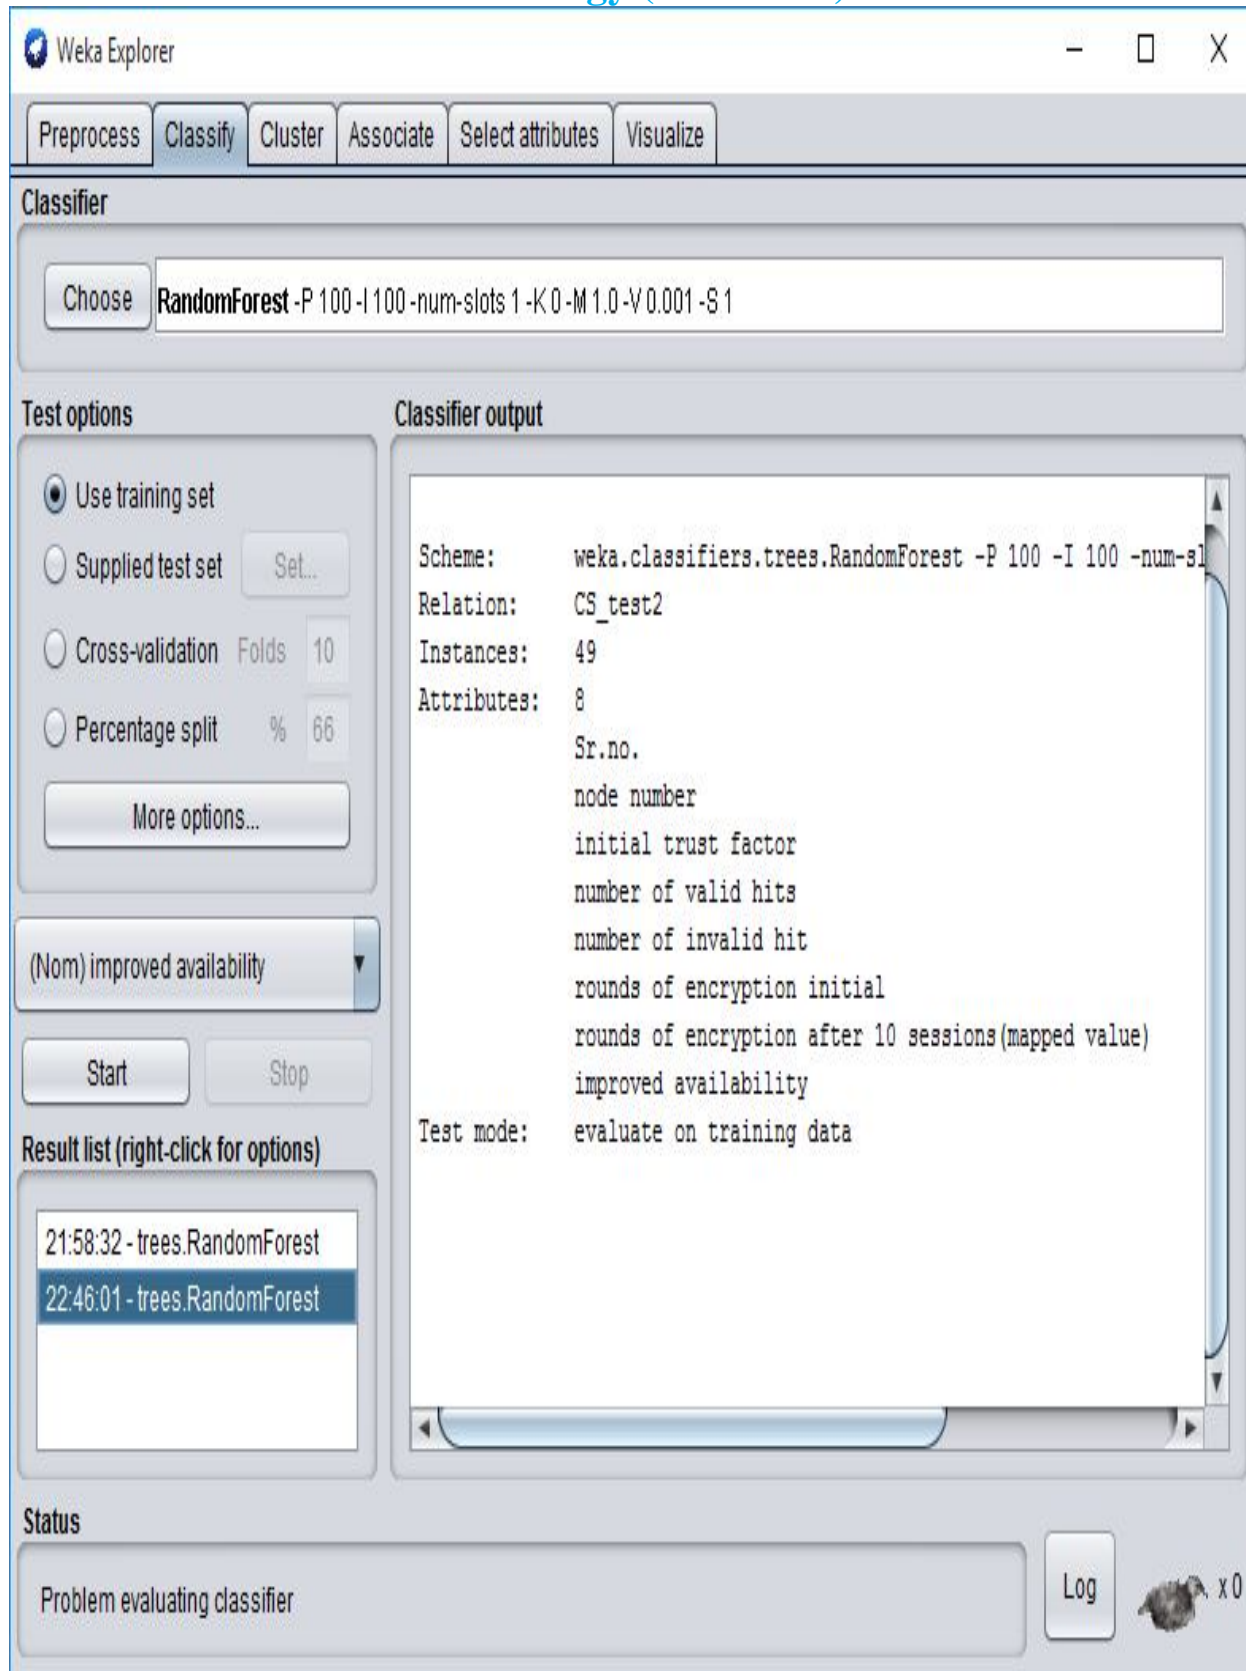 Weka Explorer
Preprocess Classify Cluster Associate Select attributes Visualize
Classifier
Choose RandomForest -P 100 -I 100 -num-slots 1 -K 0 -M 1.0 -V 0.001 -S 1
Test options
Use training set
Supplied test set Set...
Cross-validation Folds 10
Percentage split % 66
More options...
(Nom) improved availability
Start Stop
Result list (right-click for options)
21:58:32 - trees.RandomForest
22:46:01 - trees.RandomForest
Classifier output
Scheme: weka.classifiers.trees.RandomForest -P 100 -I 100 -num-sl
Relation: CS_test2
Instances: 49
Attributes: 8
Sr.no.
node number
initial trust factor
number of valid hits
number of invalid hit
rounds of encryption initial
rounds of encryption after 10 sessions(mapped value)
improved availability
Test mode: evaluate on training data
Status
Problem evaluating classifier
Log x 0